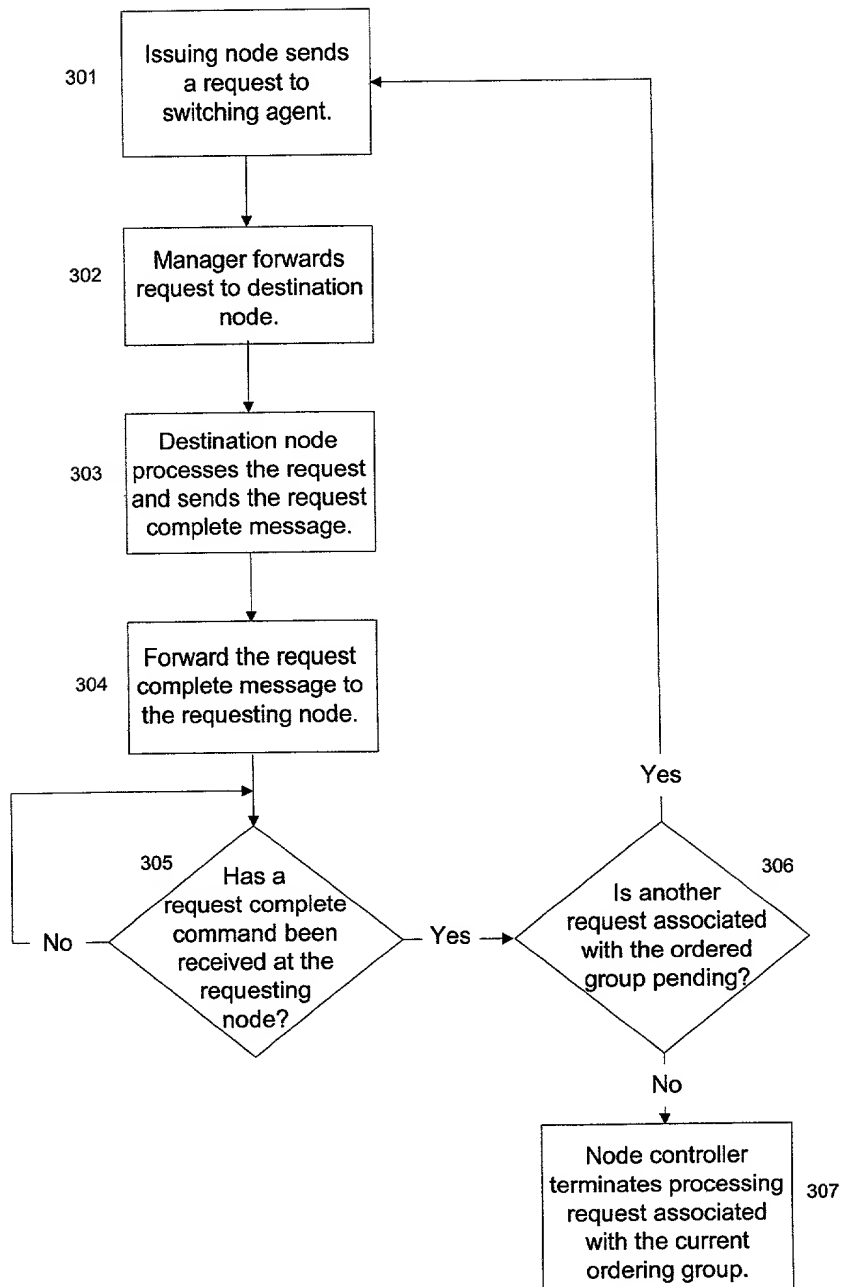 301
Issuing node sends
a request to
switching agent.
302
Manager forwards
request to destination
node.
303
Destination node
processes the request
and sends the request
complete message.
304
Forward the request
complete message to
the requesting node.
305
Has a
request complete
command been
received at the
requesting
node?
No
Yes
306
Is another
request associated
with the ordered
group pending?
Yes
No
Node controller
terminates processing
request associated
with the current
ordering group.
307